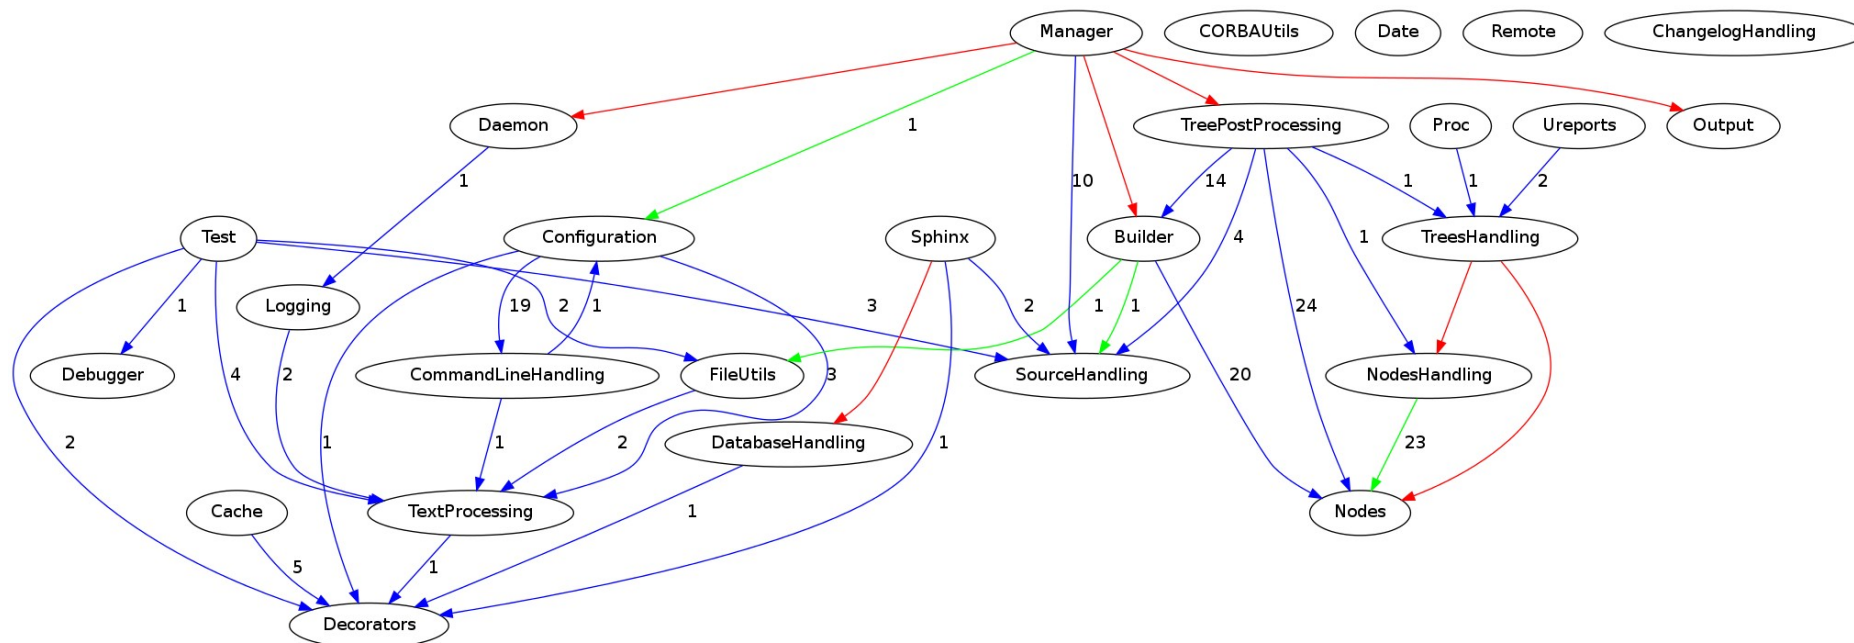 Manager CORBAUtils Date Remote ChangelogHandling
Daemon 1 TreePostProcessing Proc Ureports Output
1 10 14 1 1 2
Test Configuration Sphinx Builder 4 1 TreesHandling
1 Logging 19 2 1 3 2 1 1 24
Debugger 4 2 CommandLineHandling FileUtils 3 SourceHandling 20 NodesHandling
2 1 1 2 DatabaseHandling 1 23
Cache TextProcessing 1 Nodes
5 1
Decorators